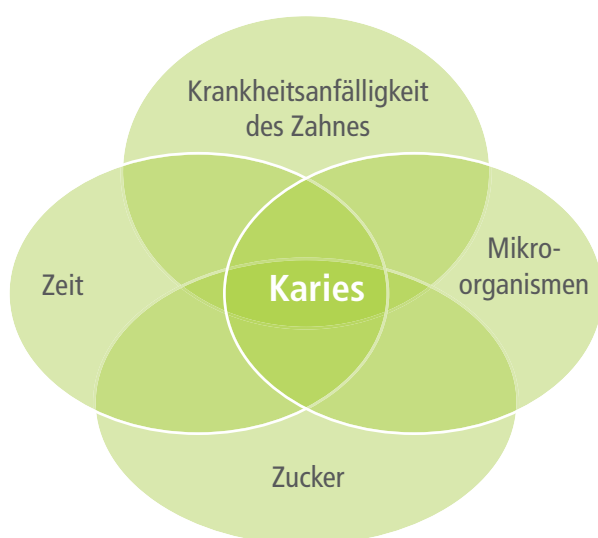 Krankheitsanfälligkeit
des Zahnes
Zeit
Karies
Mikro-
organismen
Zucker